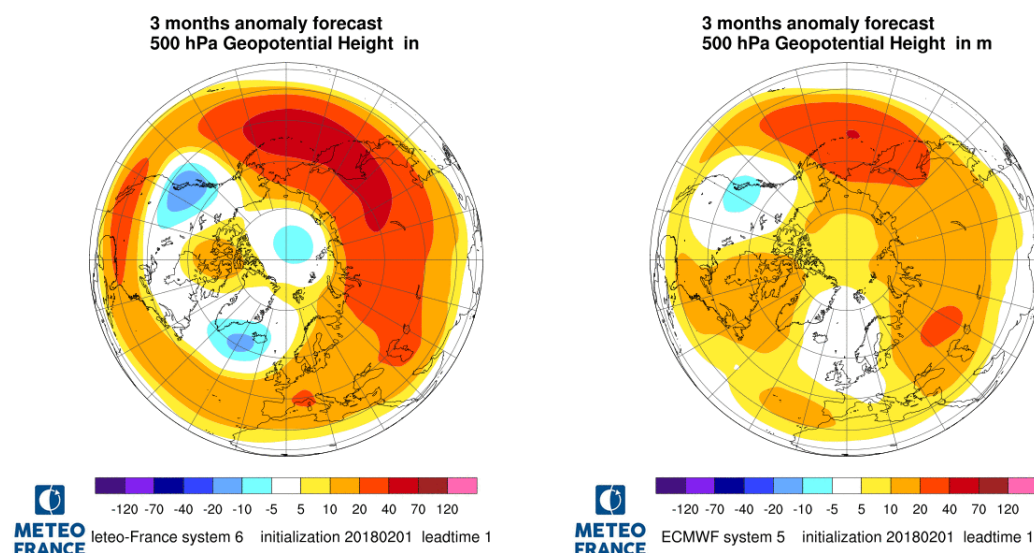 3 months anomaly forecast
500 hPa Geopotential Height in
-120 -70 -40 -20 -10 -5 5 10 20 40 70 120
METEO
FRANCE
leteo-France system 6 initialization 20180201 leadtime 1
3 months anomaly forecast
500 hPa Geopotential Height in m
-120 -70 -40 -20 -10 -5 5 10 20 40 70 120
METEO
FRANCE
ECMWF system 5 initialization 20180201 leadtime 1